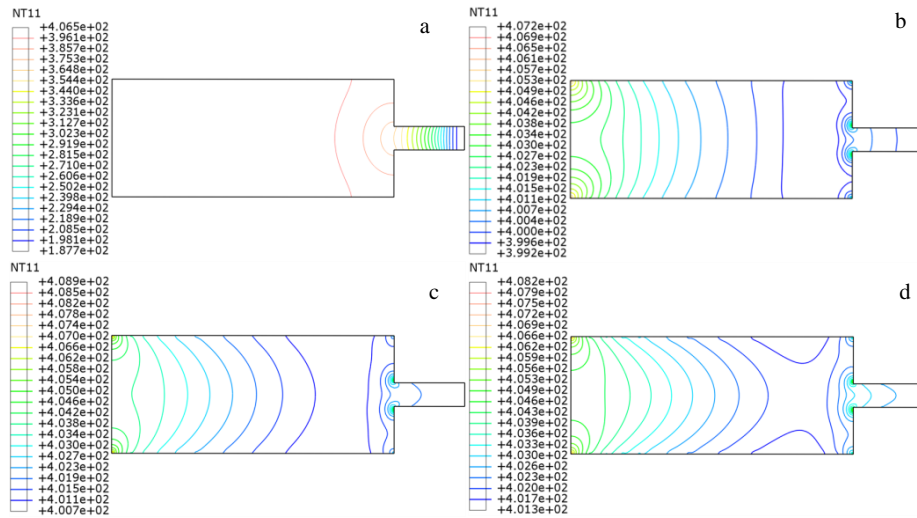 NT11
+4.065e+02
+3.961e+02
+3.857e+02
+3.753e+02
+3.648e+02
+3.544e+02
+3.440e+02
+3.336e+02
+3.231e+02
+3.127e+02
+3.023e+02
+2.919e+02
+2.815e+02
+2.710e+02
+2.606e+02
+2.502e+02
+2.398e+02
+2.294e+02
+2.189e+02
+2.085e+02
+1.981e+02
+1.877e+02
a
NT11
+4.072e+02
+4.069e+02
+4.065e+02
+4.061e+02
+4.057e+02
+4.053e+02
+4.049e+02
+4.046e+02
+4.042e+02
+4.038e+02
+4.034e+02
+4.030e+02
+4.027e+02
+4.023e+02
+4.019e+02
+4.015e+02
+4.011e+02
+4.007e+02
+4.004e+02
+4.000e+02
+3.996e+02
+3.992e+02
b
NT11
+4.089e+02
+4.085e+02
+4.082e+02
+4.078e+02
+4.074e+02
+4.070e+02
+4.066e+02
+4.062e+02
+4.058e+02
+4.054e+02
+4.050e+02
+4.046e+02
+4.042e+02
+4.038e+02
+4.034e+02
+4.030e+02
+4.027e+02
+4.023e+02
+4.019e+02
+4.015e+02
+4.011e+02
+4.007e+02
c
NT11
+4.082e+02
+4.079e+02
+4.075e+02
+4.072e+02
+4.069e+02
+4.066e+02
+4.062e+02
+4.059e+02
+4.056e+02
+4.053e+02
+4.049e+02
+4.046e+02
+4.043e+02
+4.039e+02
+4.036e+02
+4.033e+02
+4.030e+02
+4.026e+02
+4.023e+02
+4.020e+02
+4.017e+02
+4.013e+02
d